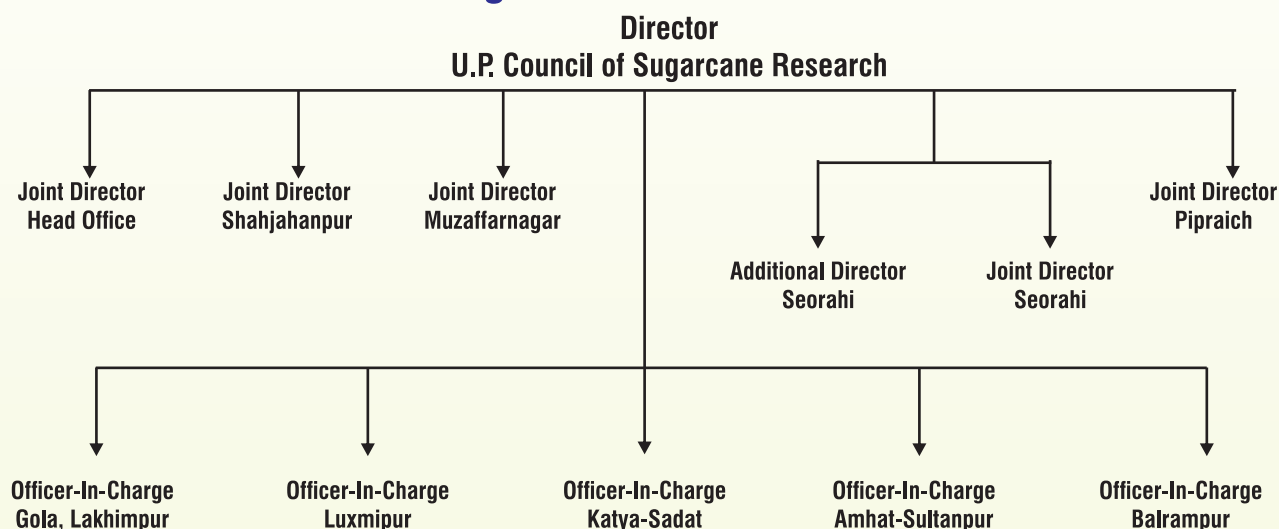 Director
U.P. Council of Sugarcane Research
Joint Director
Head Office
Joint Director
Shahjahanpur
Joint Director
Muzaffarnagar
Joint Director
Pipraich
Additional Director
Seorahi
Joint Director
Seorahi
Officer-In-Charge
Gola, Lakhimpur
Officer-In-Charge
Luxmipur
Officer-In-Charge
Katya-Sadat
Officer-In-Charge
Amhat-Sultanpur
Officer-In-Charge
Balrampur